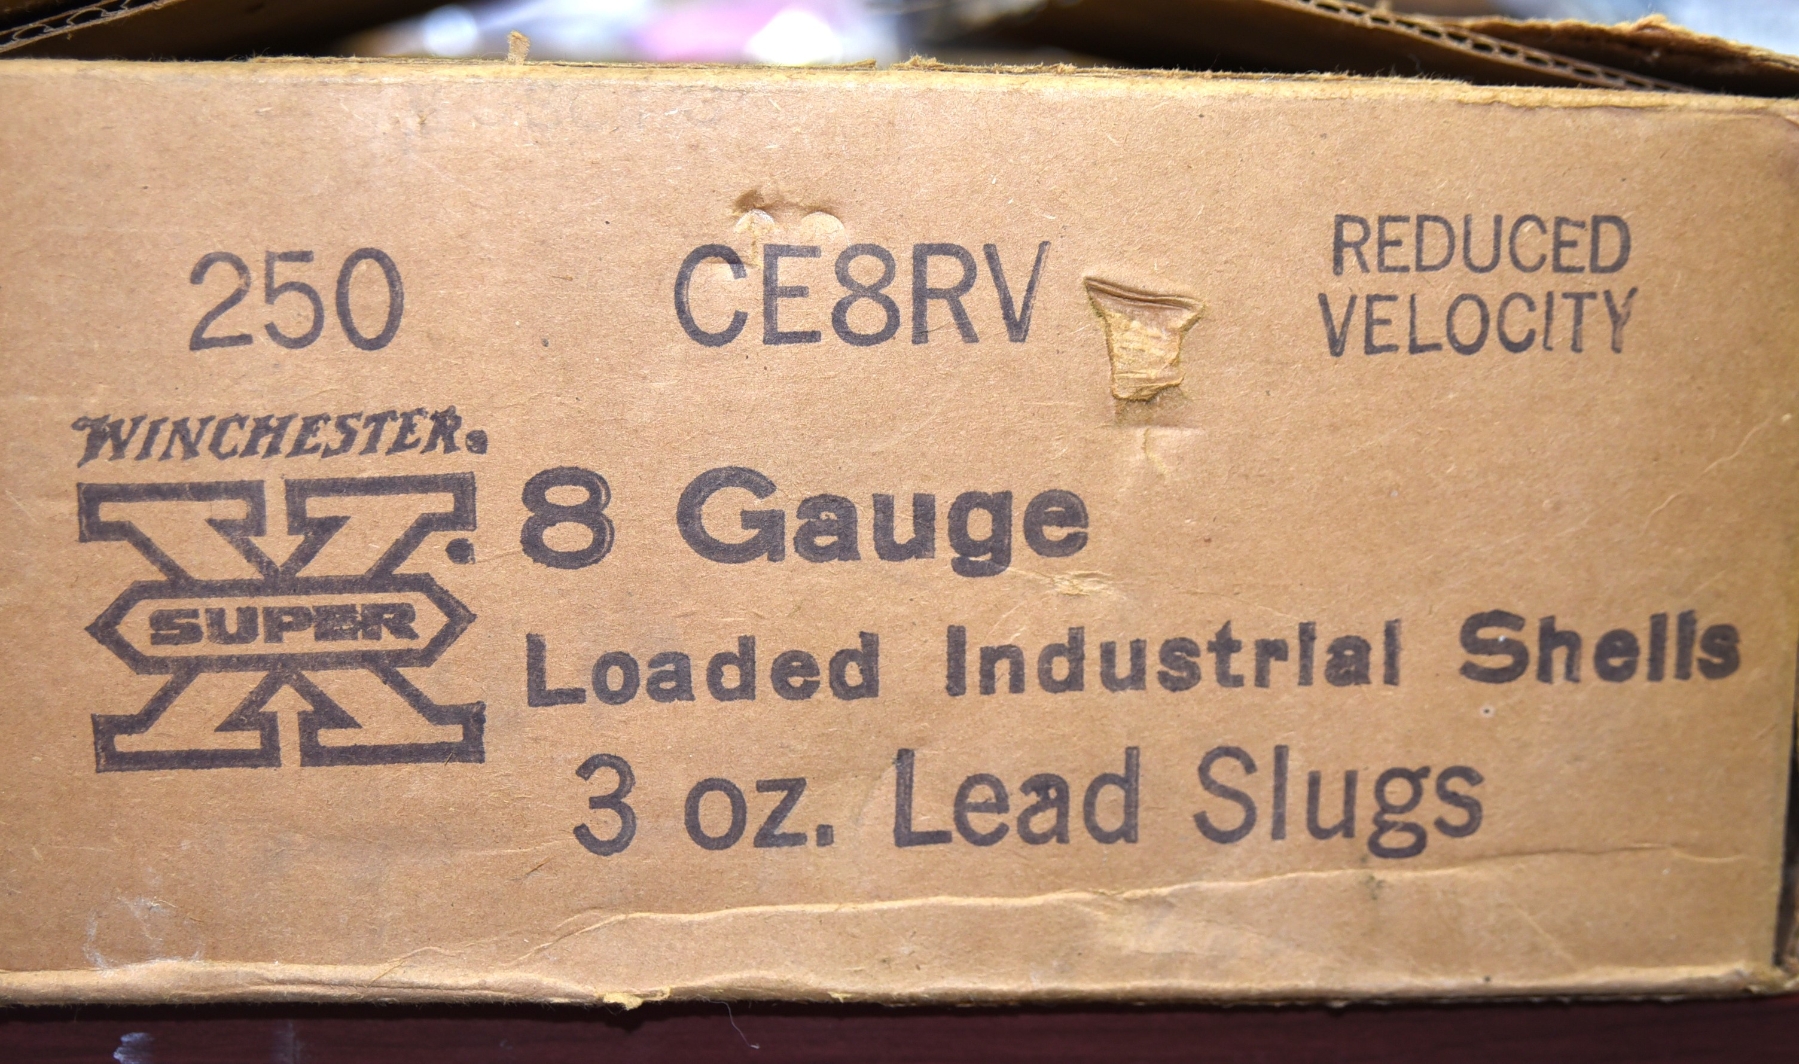 250 CE8RV REDUCED
VELOCITY
WINCHESTER
SUPER X
8 Gauge
Loaded Industrial Shells
3 oz. Lead Slugs